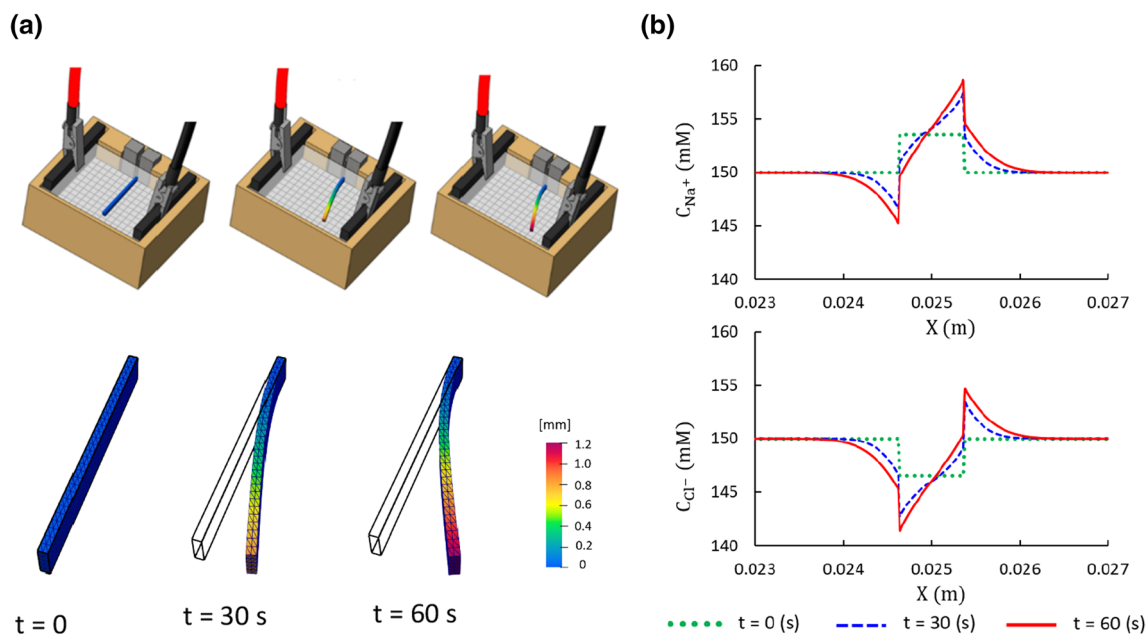 (a)
[mm]
1.2
1.0
0.8
0.6
0.4
0.2
0
t = 0
t = 30 s
t = 60 s
(b)
160
155
150
145
140
C_Na⁺ (mM)
0.023
0.024
0.025
0.026
0.027
X (m)
160
155
150
145
140
C_Cl⁻ (mM)
0.023
0.024
0.025
0.026
0.027
X (m)
t = 0 (s)
t = 30 (s)
t = 60 (s)